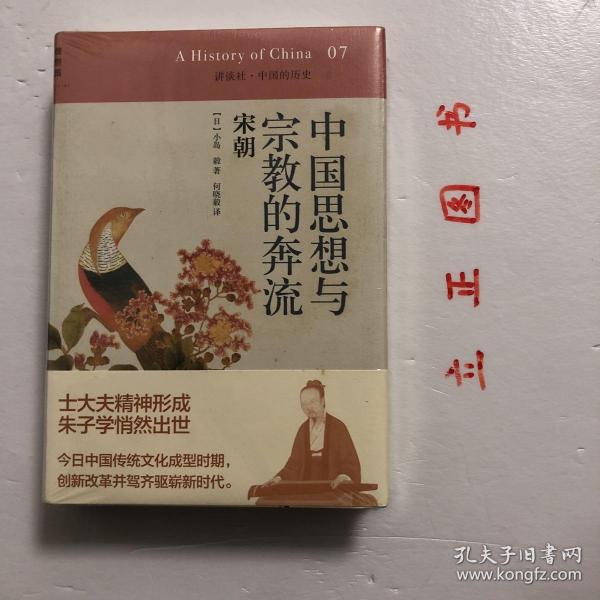 A History of China 07
讲谈社·中国的历史
中国思想与
宗教的奔流
宋朝
【日】小岛 毅 著 何晓毅 译
士大夫精神形成
朱子学悄然出世
今日中国传统文化成型时期，
创新改革并驾齐驱崭新时代。
立正图书
孔夫子旧书网
www.kongfz.com